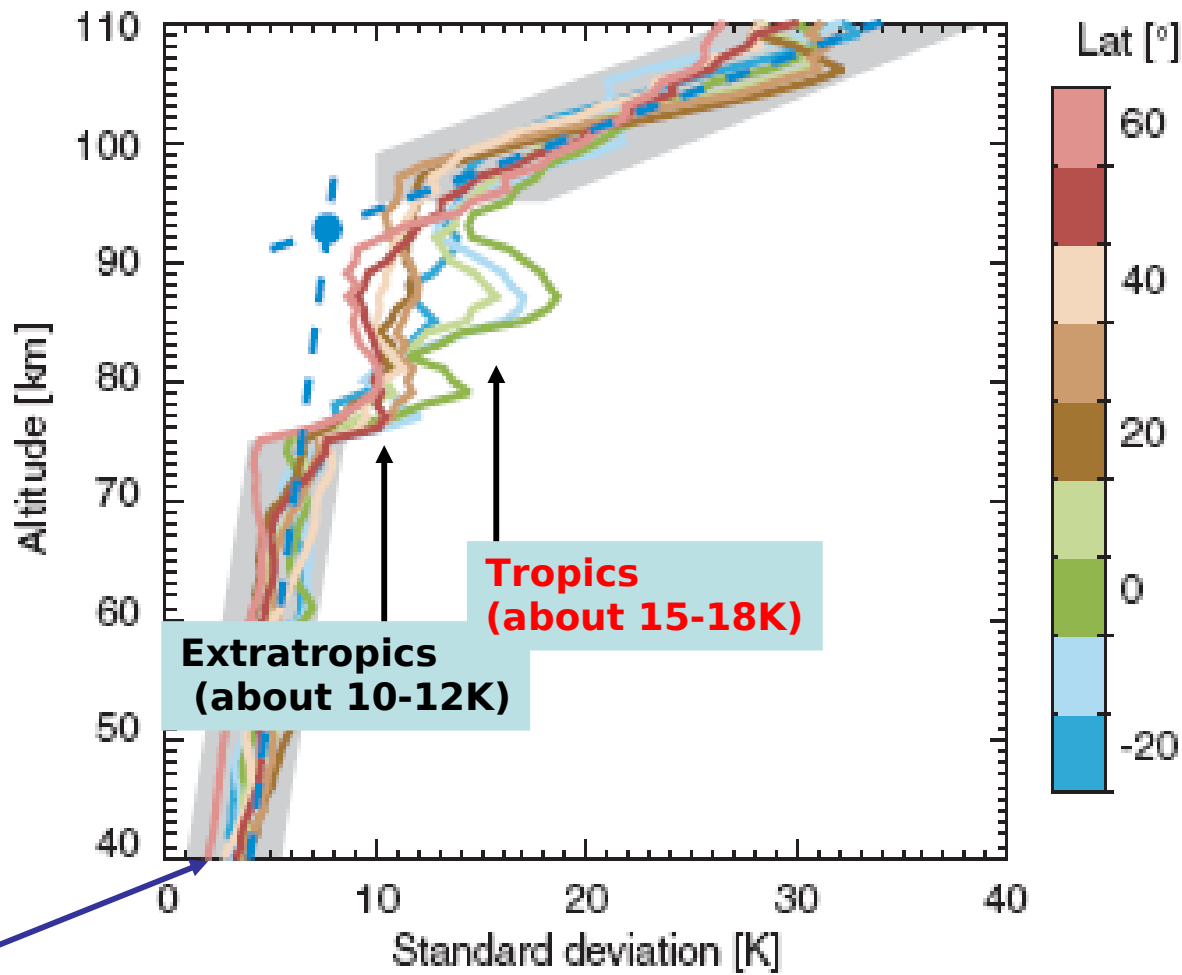 110
100
90
80
70
60
50
40
Altitude [km]
0
10
20
30
40
Standard deviation [K]
Extratropics
(about 10-12K)
Tropics
(about 15-18K)
Lat [°]
60
40
20
0
-20